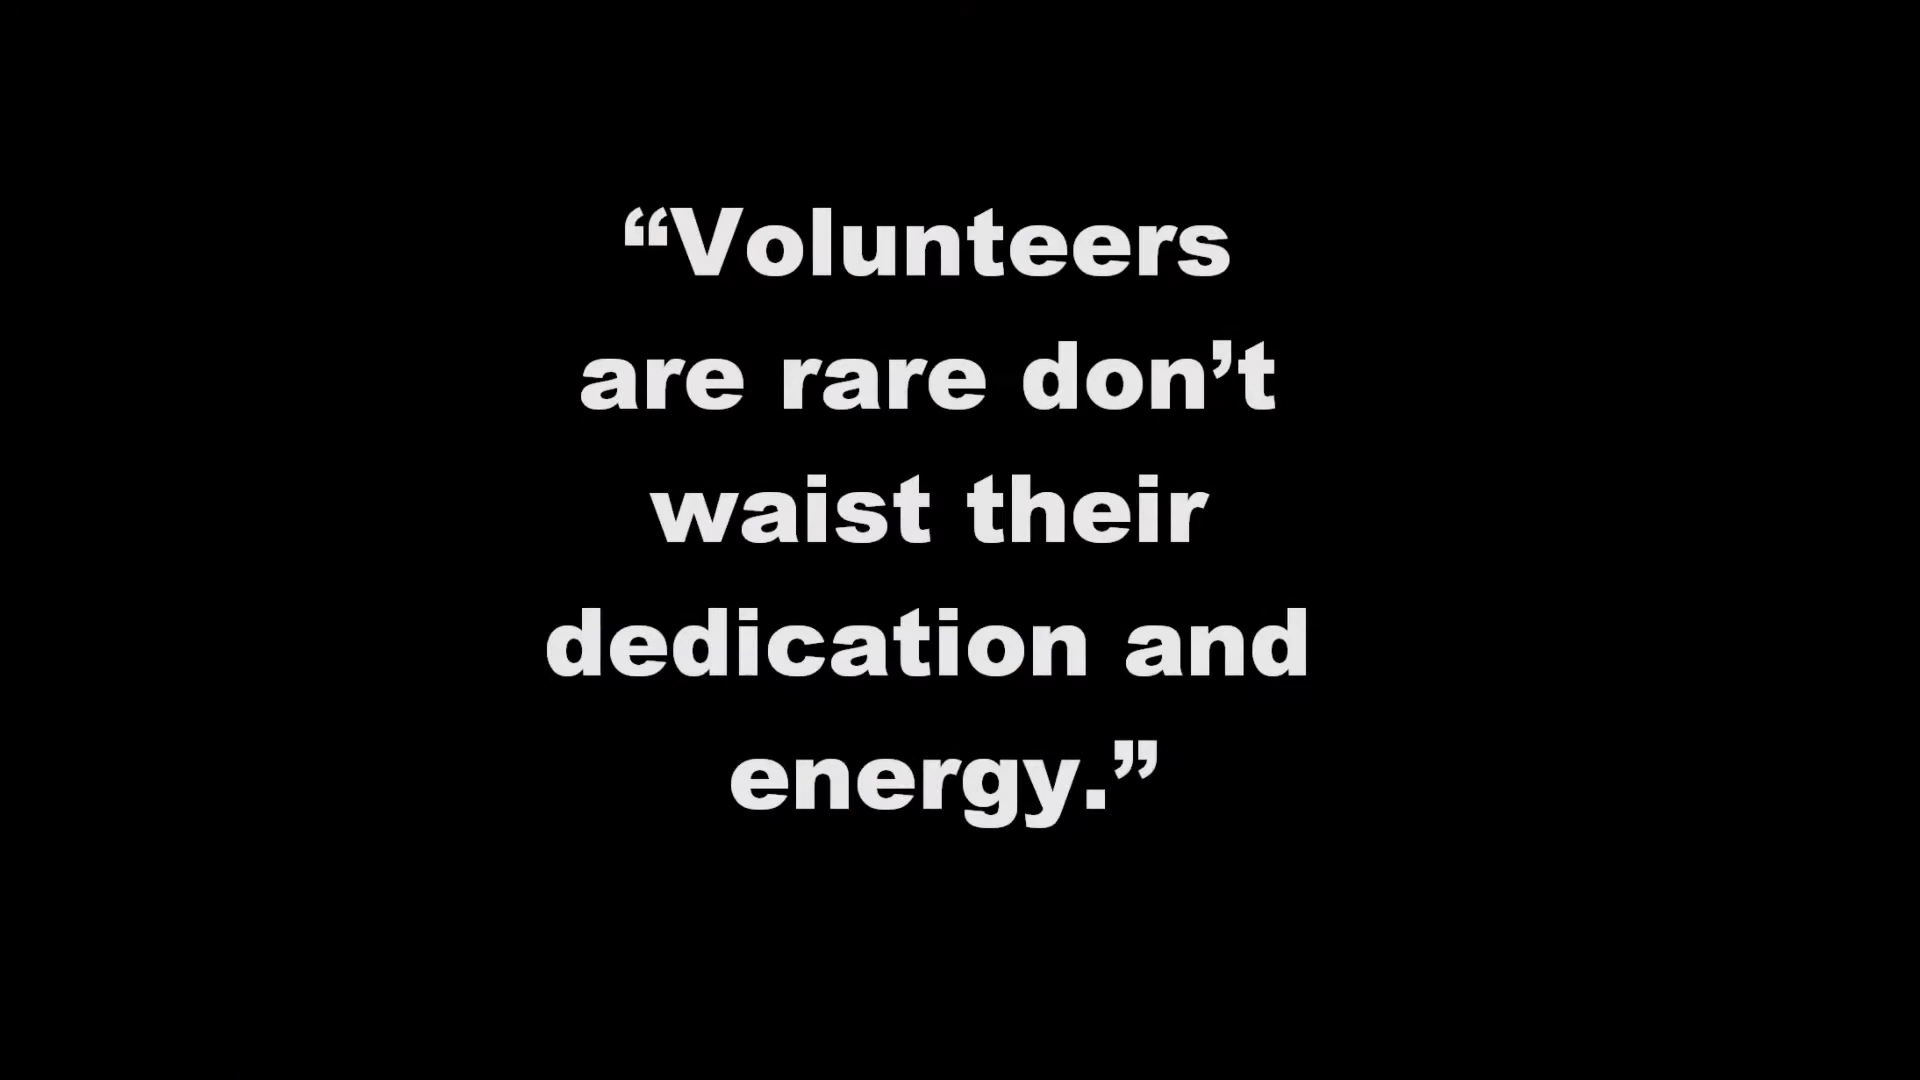 “Volunteers
are rare don’t
waist their
dedication and
energy.”